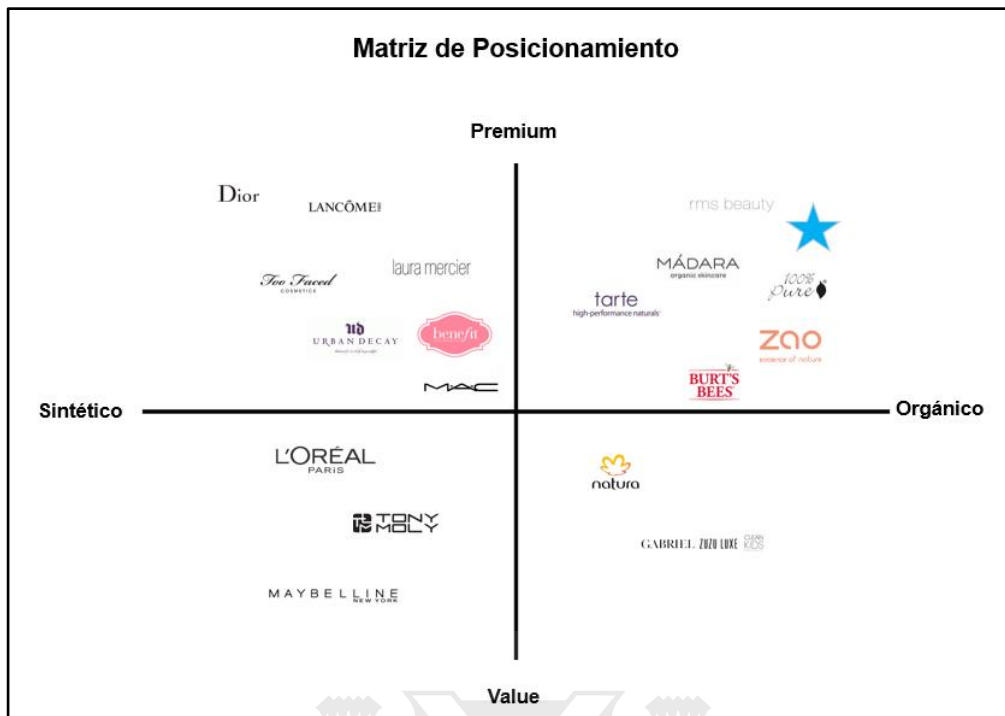 Matriz de Posicionamiento
Premium
Dior
LANCÔME
rms beauty
laura mercier
MÁDARA
organic skincare
Too Faced
COSMETICS
100%
pure
tarte
high-performance naturals
ud
URBAN DECAY
benefit
zao
essence of nature
MAC
BURT'S
BEES
Sintético
Orgánico
L'ORÉAL
PARIS
natura
TONY
MOLY
GABRIEL ZUZU LUXE CLEAN
KIDS
MAYBELLINE
NEW YORK
Value